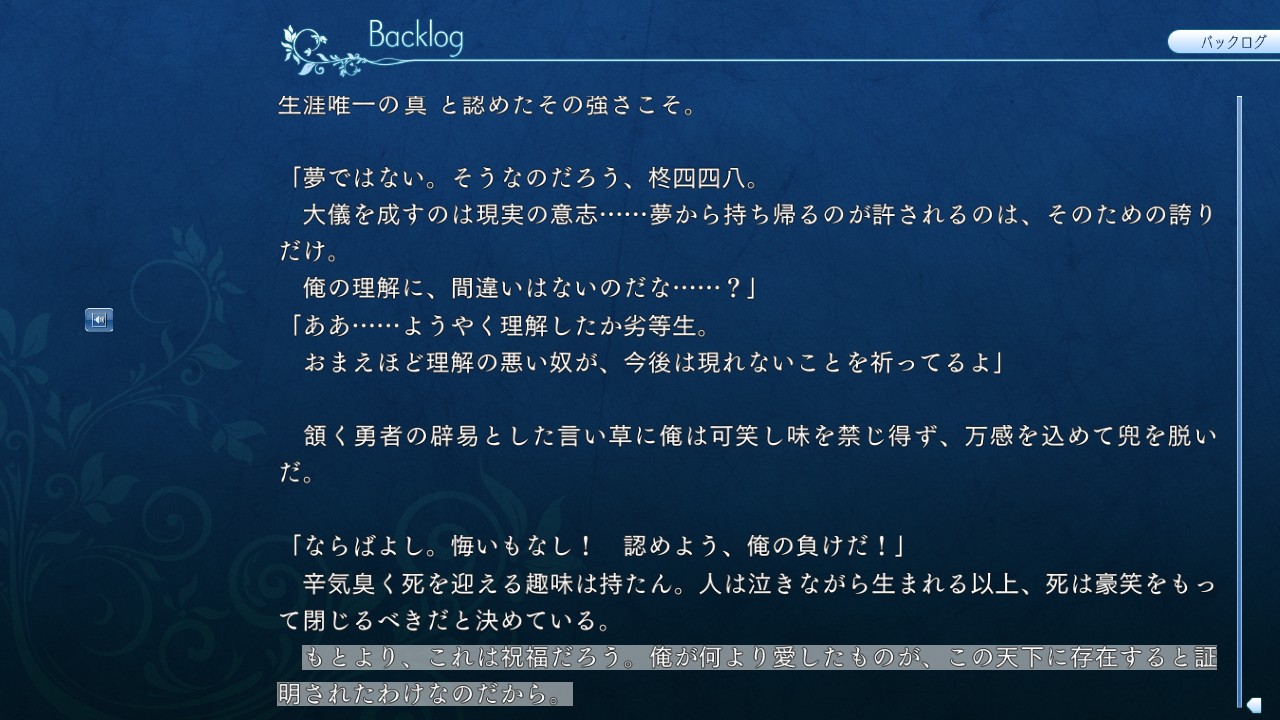 Backlog
バックログ
生涯唯一の真 と認めたその強さこそ。
「夢ではない。そうなのだろう、柊四四八。
　大儀を成すのは現実の意志……夢から持ち帰るのが許されるのは、そのための誇り
だけ。
　俺の理解に、間違いはないのだな……？」
「ああ……ようやく理解したか劣等生。
　おまえほど理解の悪い奴が、今後は現れないことを祈ってるよ」
　頷く勇者の辟易とした言い草に俺は可笑し味を禁じ得ず、万感を込めて兜を脱い
だ。
「ならばよし。悔いもなし！　認めよう、俺の負けだ！」
　辛気臭く死を迎える趣味は持たん。人は泣きながら生まれる以上、死は豪笑をもっ
て閉じるべきだと決めている。
　もとより、これは祝福だろう。俺が何より愛したものが、この天下に存在すると証
明されたわけなのだから。